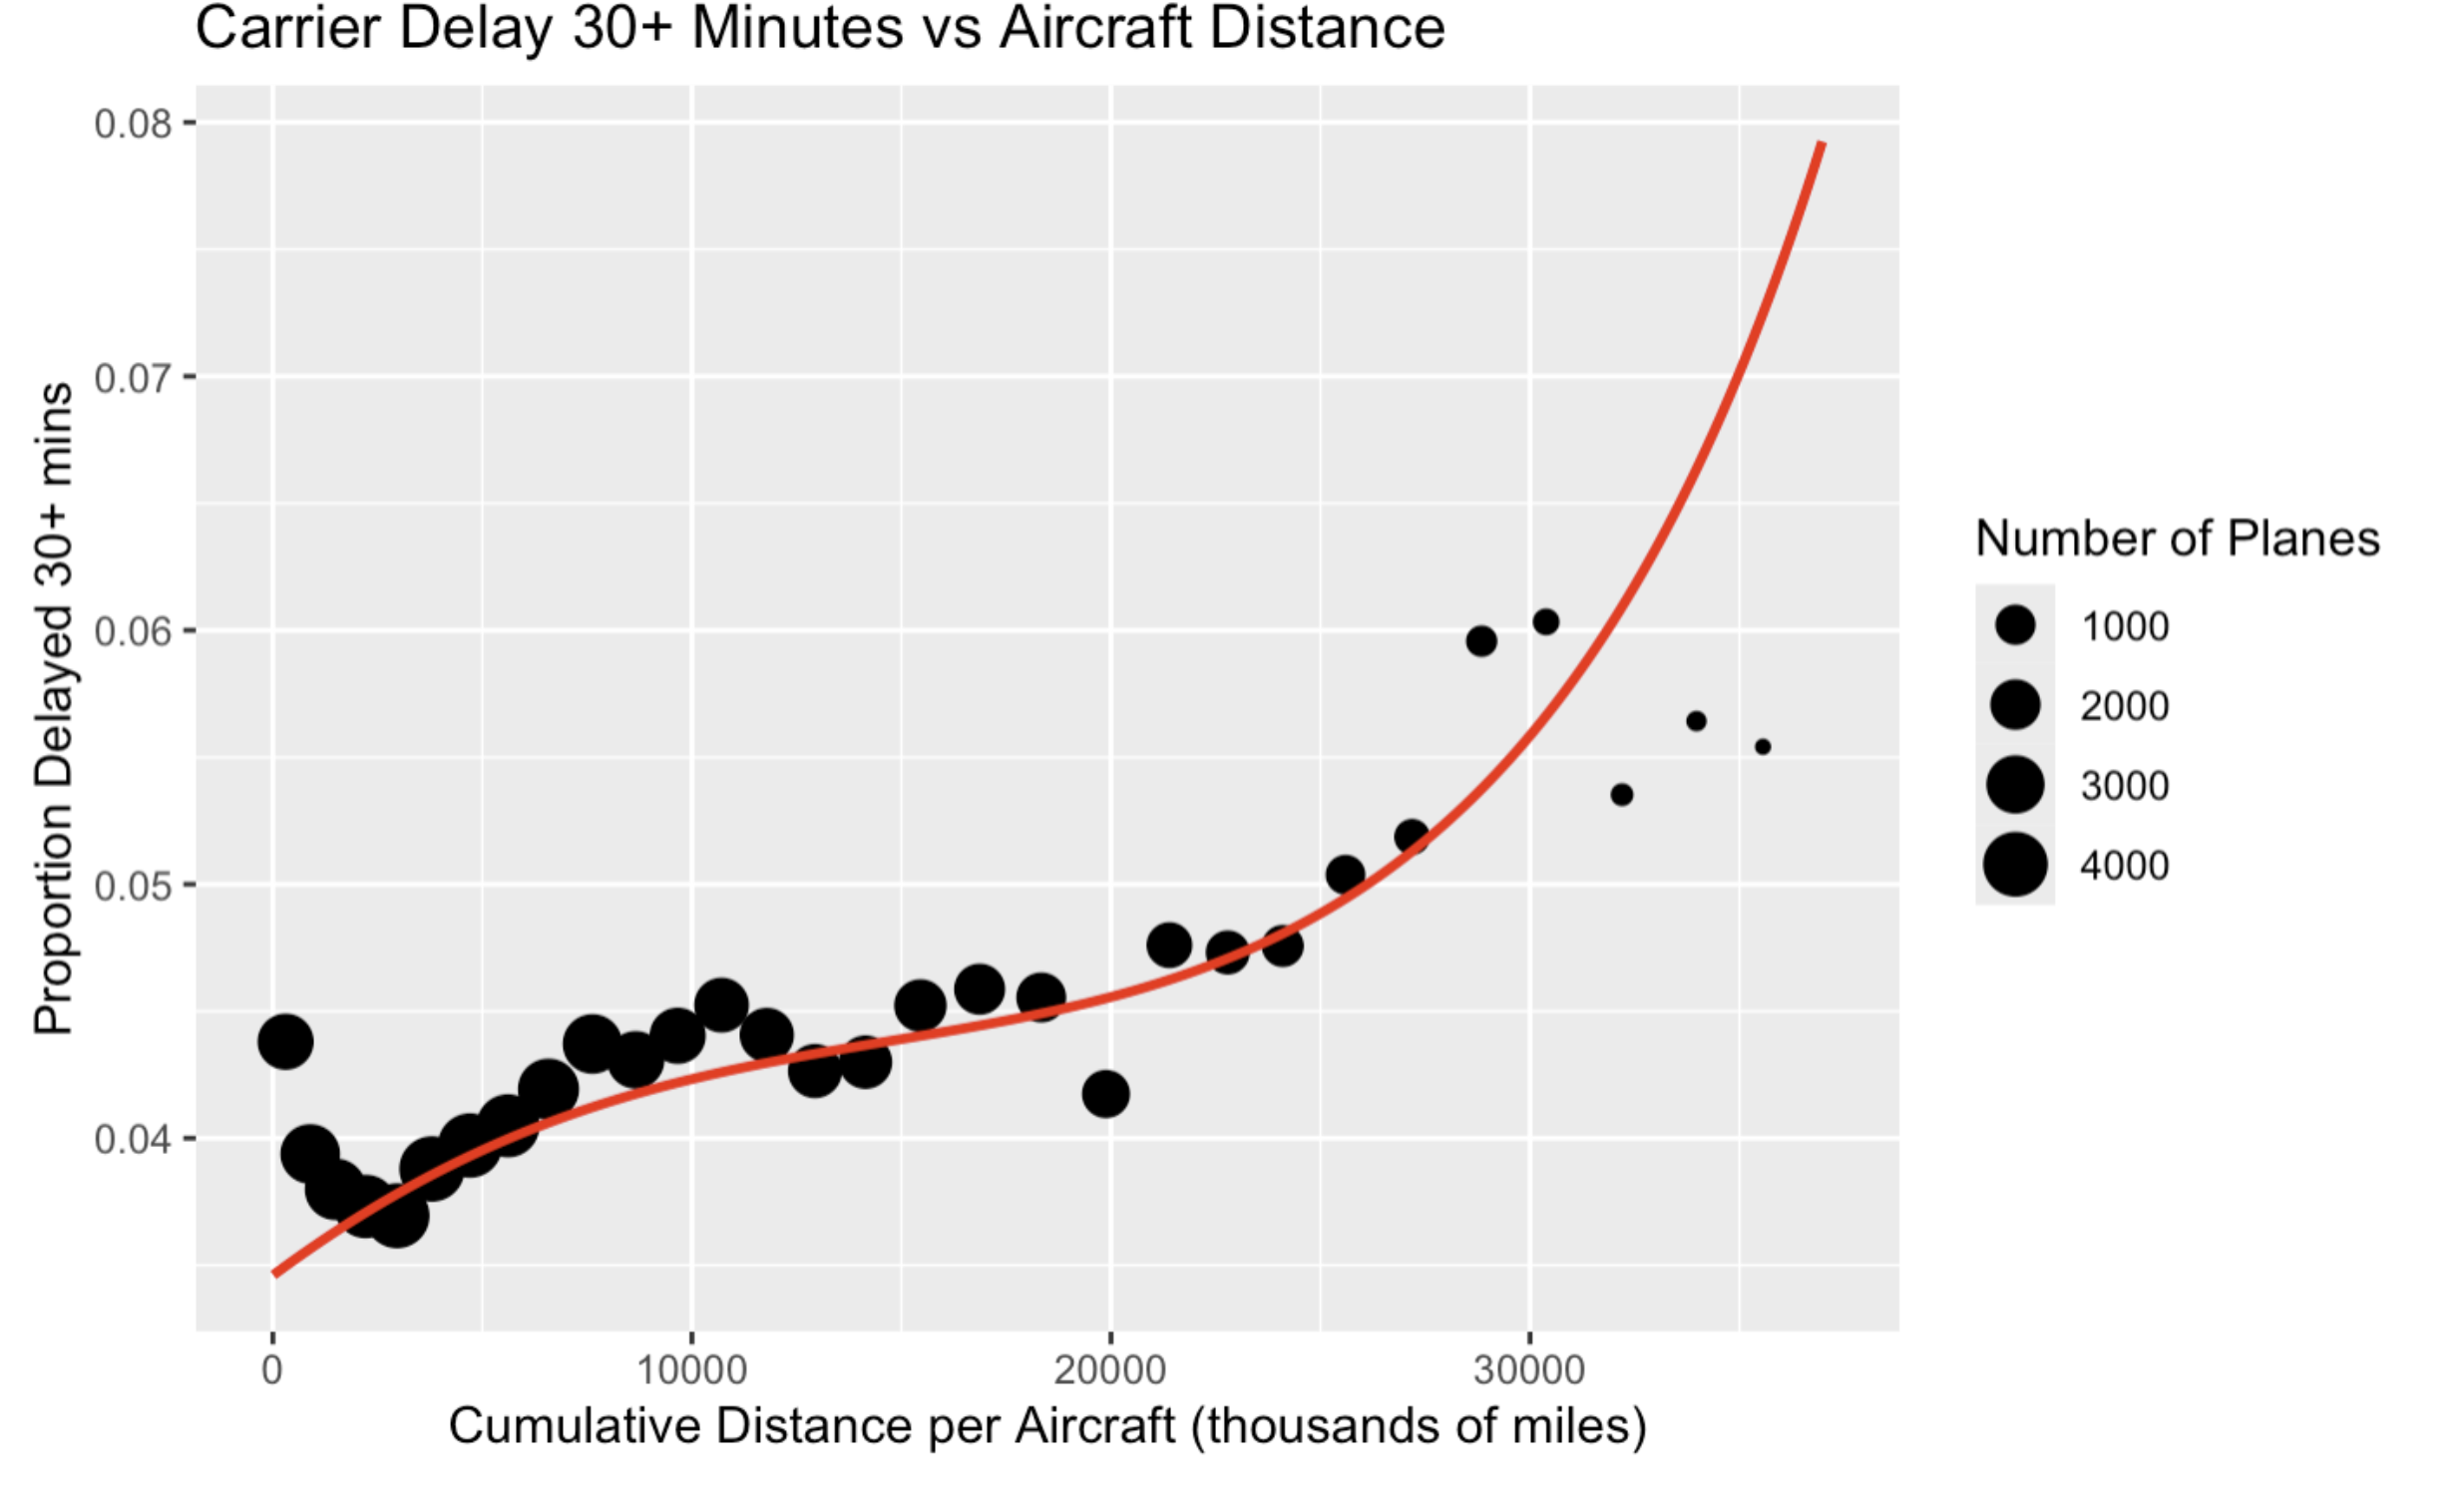 Carrier Delay 30+ Minutes vs Aircraft Distance
0.08
0.07
0.06
0.05
0.04
Proportion Delayed 30+ mins
0 10000 20000 30000
Cumulative Distance per Aircraft (thousands of miles)
Number of Planes
1000
2000
3000
4000